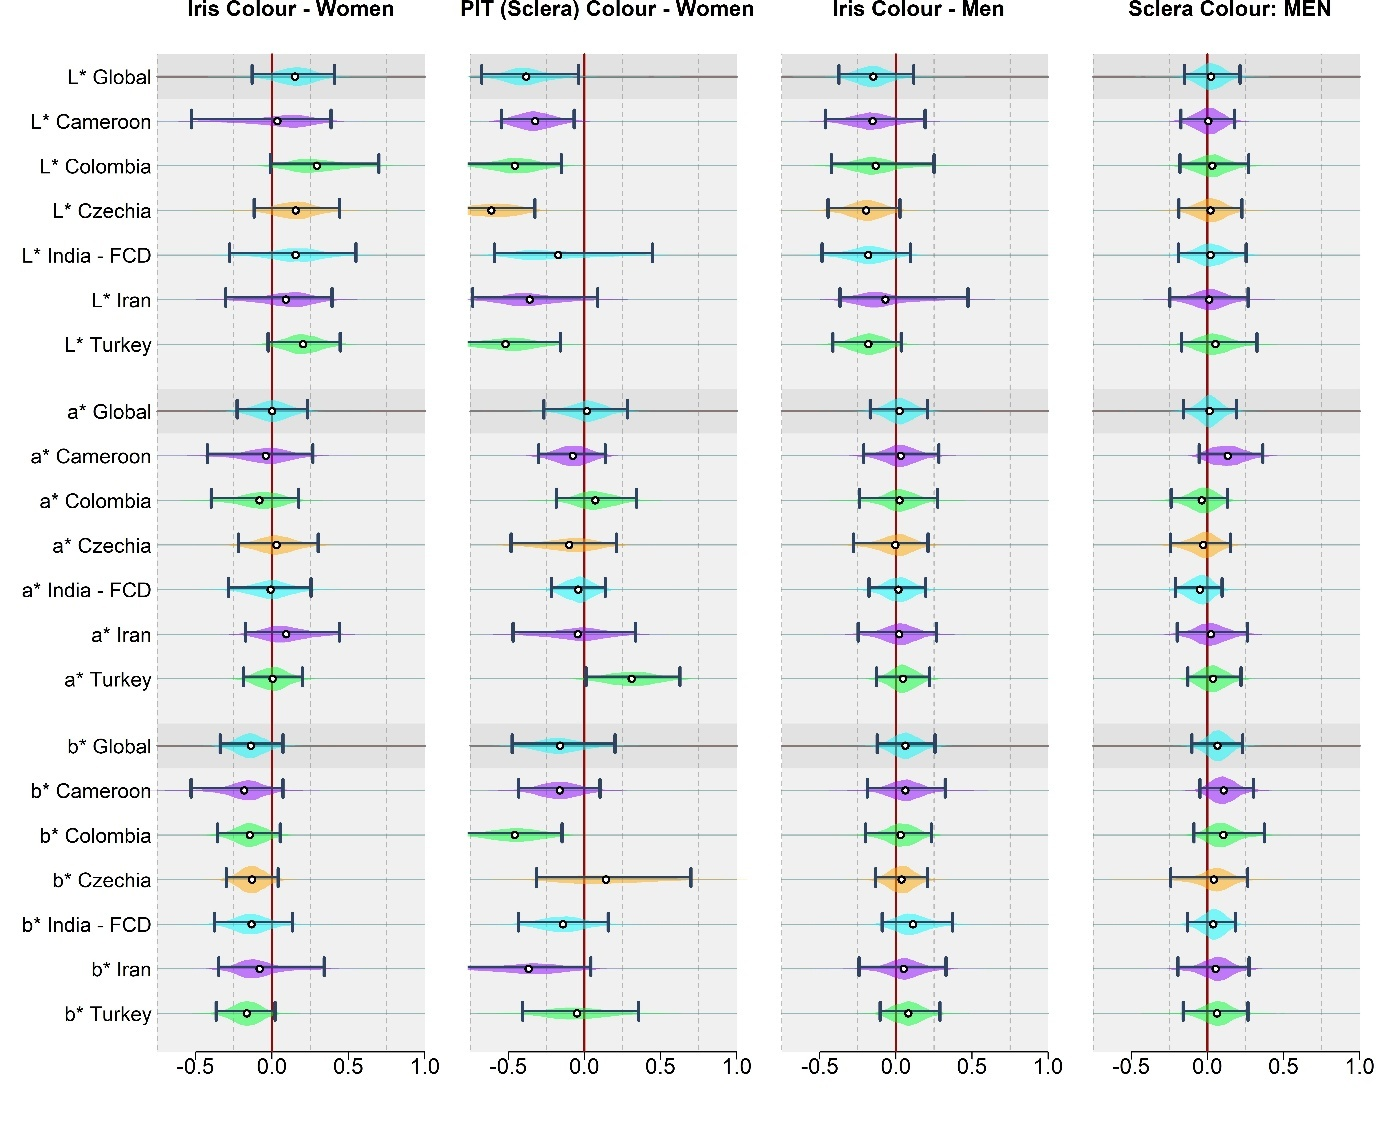 Iris Colour - Women PIT (Sclera) Colour - Women Iris Colour - Men Sclera Colour: MEN
L* Global
L* Cameroon
L* Colombia
L* Czechia
L* India - FCD
L* Iran
L* Turkey
a* Global
a* Cameroon
a* Colombia
a* Czechia
a* India - FCD
a* Iran
a* Turkey
b* Global
b* Cameroon
b* Colombia
b* Czechia
b* India - FCD
b* Iran
b* Turkey
-0.5 0.0 0.5 1.0 -0.5 0.0 0.5 1.0 -0.5 0.0 0.5 1.0 -0.5 0.0 0.5 1.0